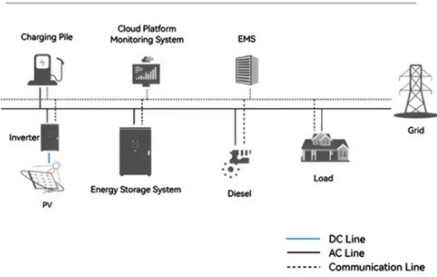 Charging Pile
Cloud Platform
Monitoring System
EMS
Grid
Inverter
PV
Energy Storage System
Diesel
Load
DC Line
AC Line
Communication Line